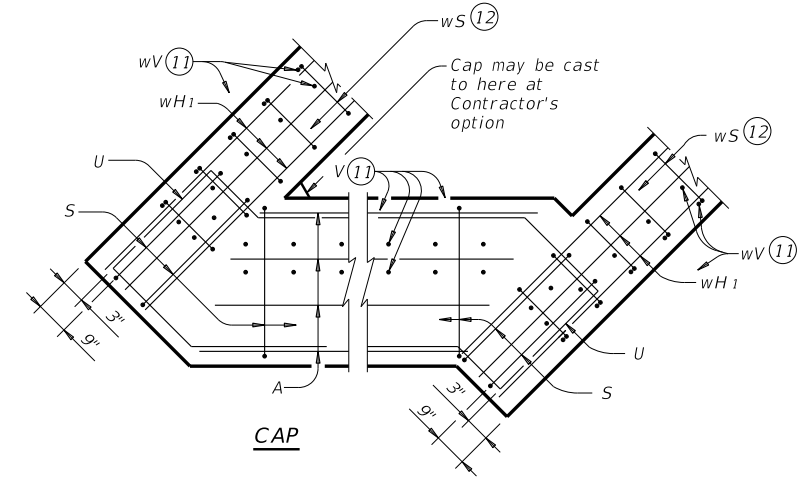 wS 12
wV 11
Cap may be cast
to here at
Contractor's
option
wH1
wS 12
U
V 11
S
wV 11
wH1
3"
9"
U
A
3"
S
9"
CAP